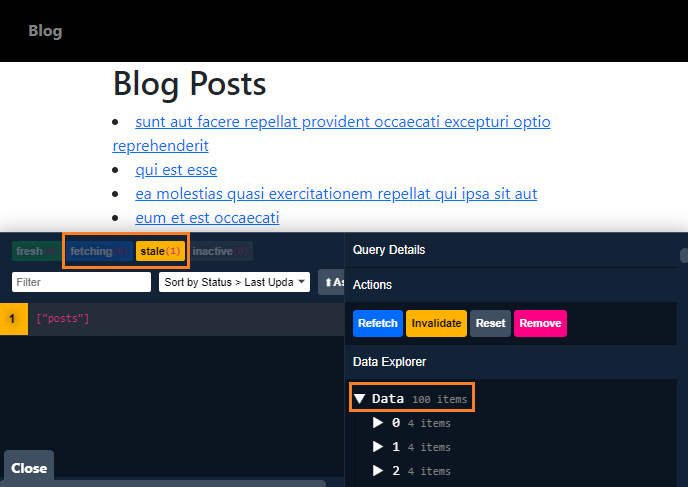 Blog
Blog Posts
sunt aut facere repellat provident occaecati excepturi optio
reprehenderit
qui est esse
ea molestias quasi exercitationem repellat qui ipsa sit aut
eum et est occaecati
fresh
fetching
stale (1)
inactive
Filter
Sort by Status > Last Upda
⬆As
1 ["posts"]
Close
Query Details
Actions
Refetch Invalidate Reset Remove
Data Explorer
▼ Data 100 items
▶ 0 4 items
▶ 1 4 items
▶ 2 4 items